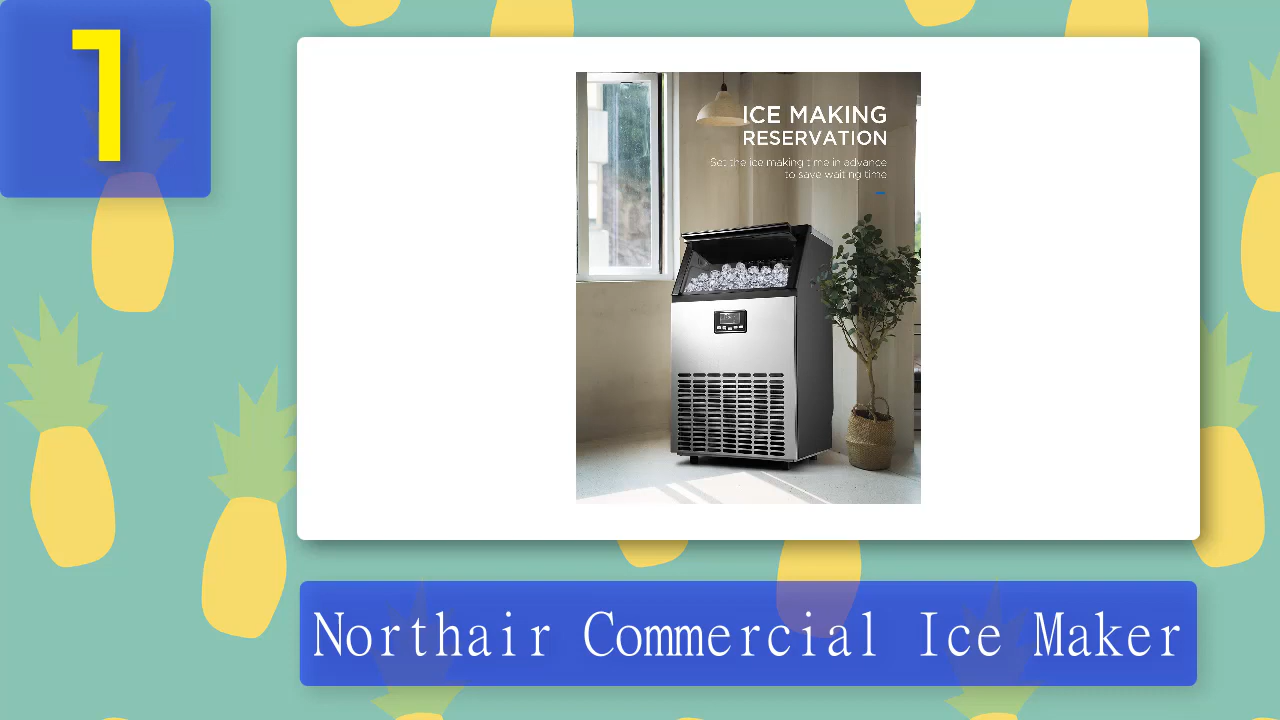 1
ICE MAKING
RESERVATION
Set the ice making time in advance
to save waiting time
Northair Commercial Ice Maker